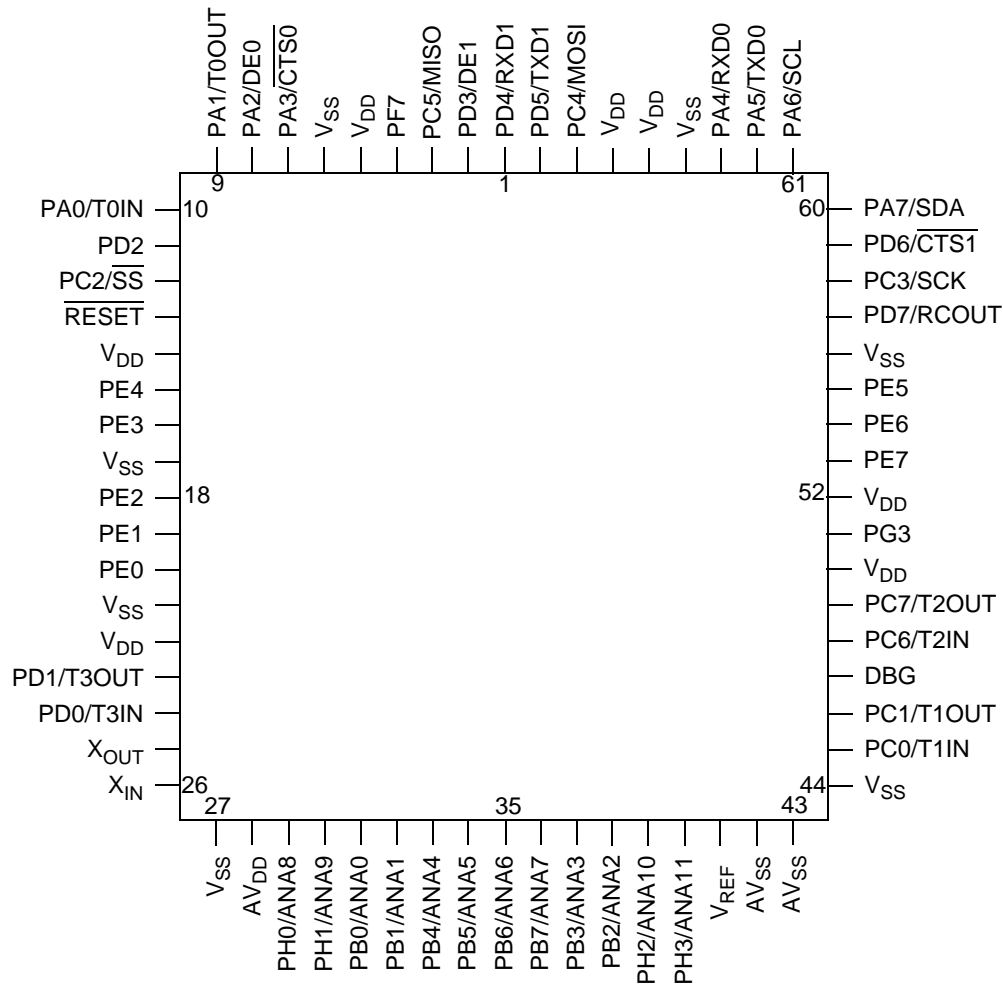 PA1/T0OUT
PA2/DE0
PA3/CTS0
VSS
VDD
PF7
PC5/MISO
PD3/DE1
PD4/RXD1
PD5/TXD1
PC4/MOSI
VDD
VDD
VSS
PA4/RXD0
PA5/TXD0
PA6/SCL
9
1
61
PA0/T0IN
10
PD2
PC2/SS
RESET
VDD
PE4
PE3
VSS
PE2
18
PE1
PE0
VSS
VDD
PD1/T3OUT
PD0/T3IN
XOUT
XIN
26
60
PA7/SDA
PD6/CTS1
PC3/SCK
PD7/RCOUT
VSS
PE5
PE6
PE7
52
VDD
PG3
VDD
PC7/T2OUT
PC6/T2IN
DBG
PC1/T1OUT
PC0/T1IN
44
VSS
27
35
43
VSS
AVDD
PH0/ANA8
PH1/ANA9
PB0/ANA0
PB1/ANA1
PB4/ANA4
PB5/ANA5
PB6/ANA6
PB7/ANA7
PB3/ANA3
PB2/ANA2
PH2/ANA10
PH3/ANA11
VREF
AVSS
AVSS